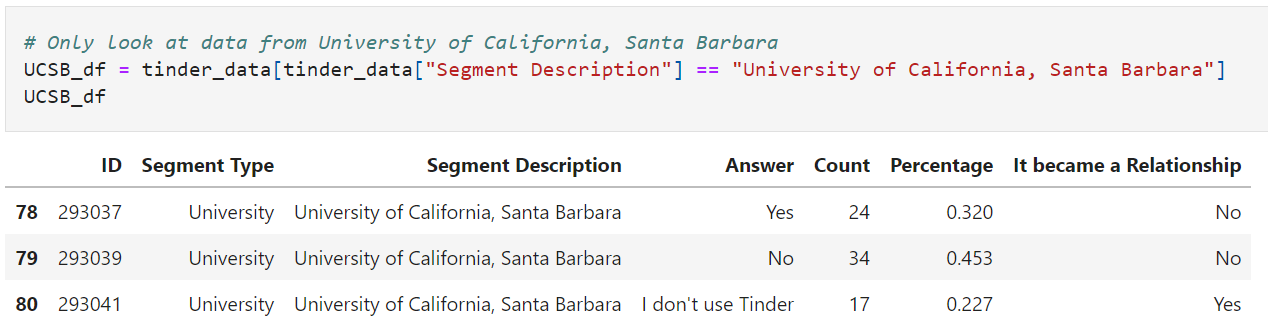 # Only look at data from University of California, Santa Barbara
UCSB_df = tinder_data[tinder_data["Segment Description"] == "University of California, Santa Barbara"]
UCSB_df
ID Segment Type Segment Description Answer Count Percentage It became a Relationship
78 293037 University University of California, Santa Barbara Yes 24 0.320 No
79 293039 University University of California, Santa Barbara No 34 0.453 No
80 293041 University University of California, Santa Barbara I don't use Tinder 17 0.227 Yes